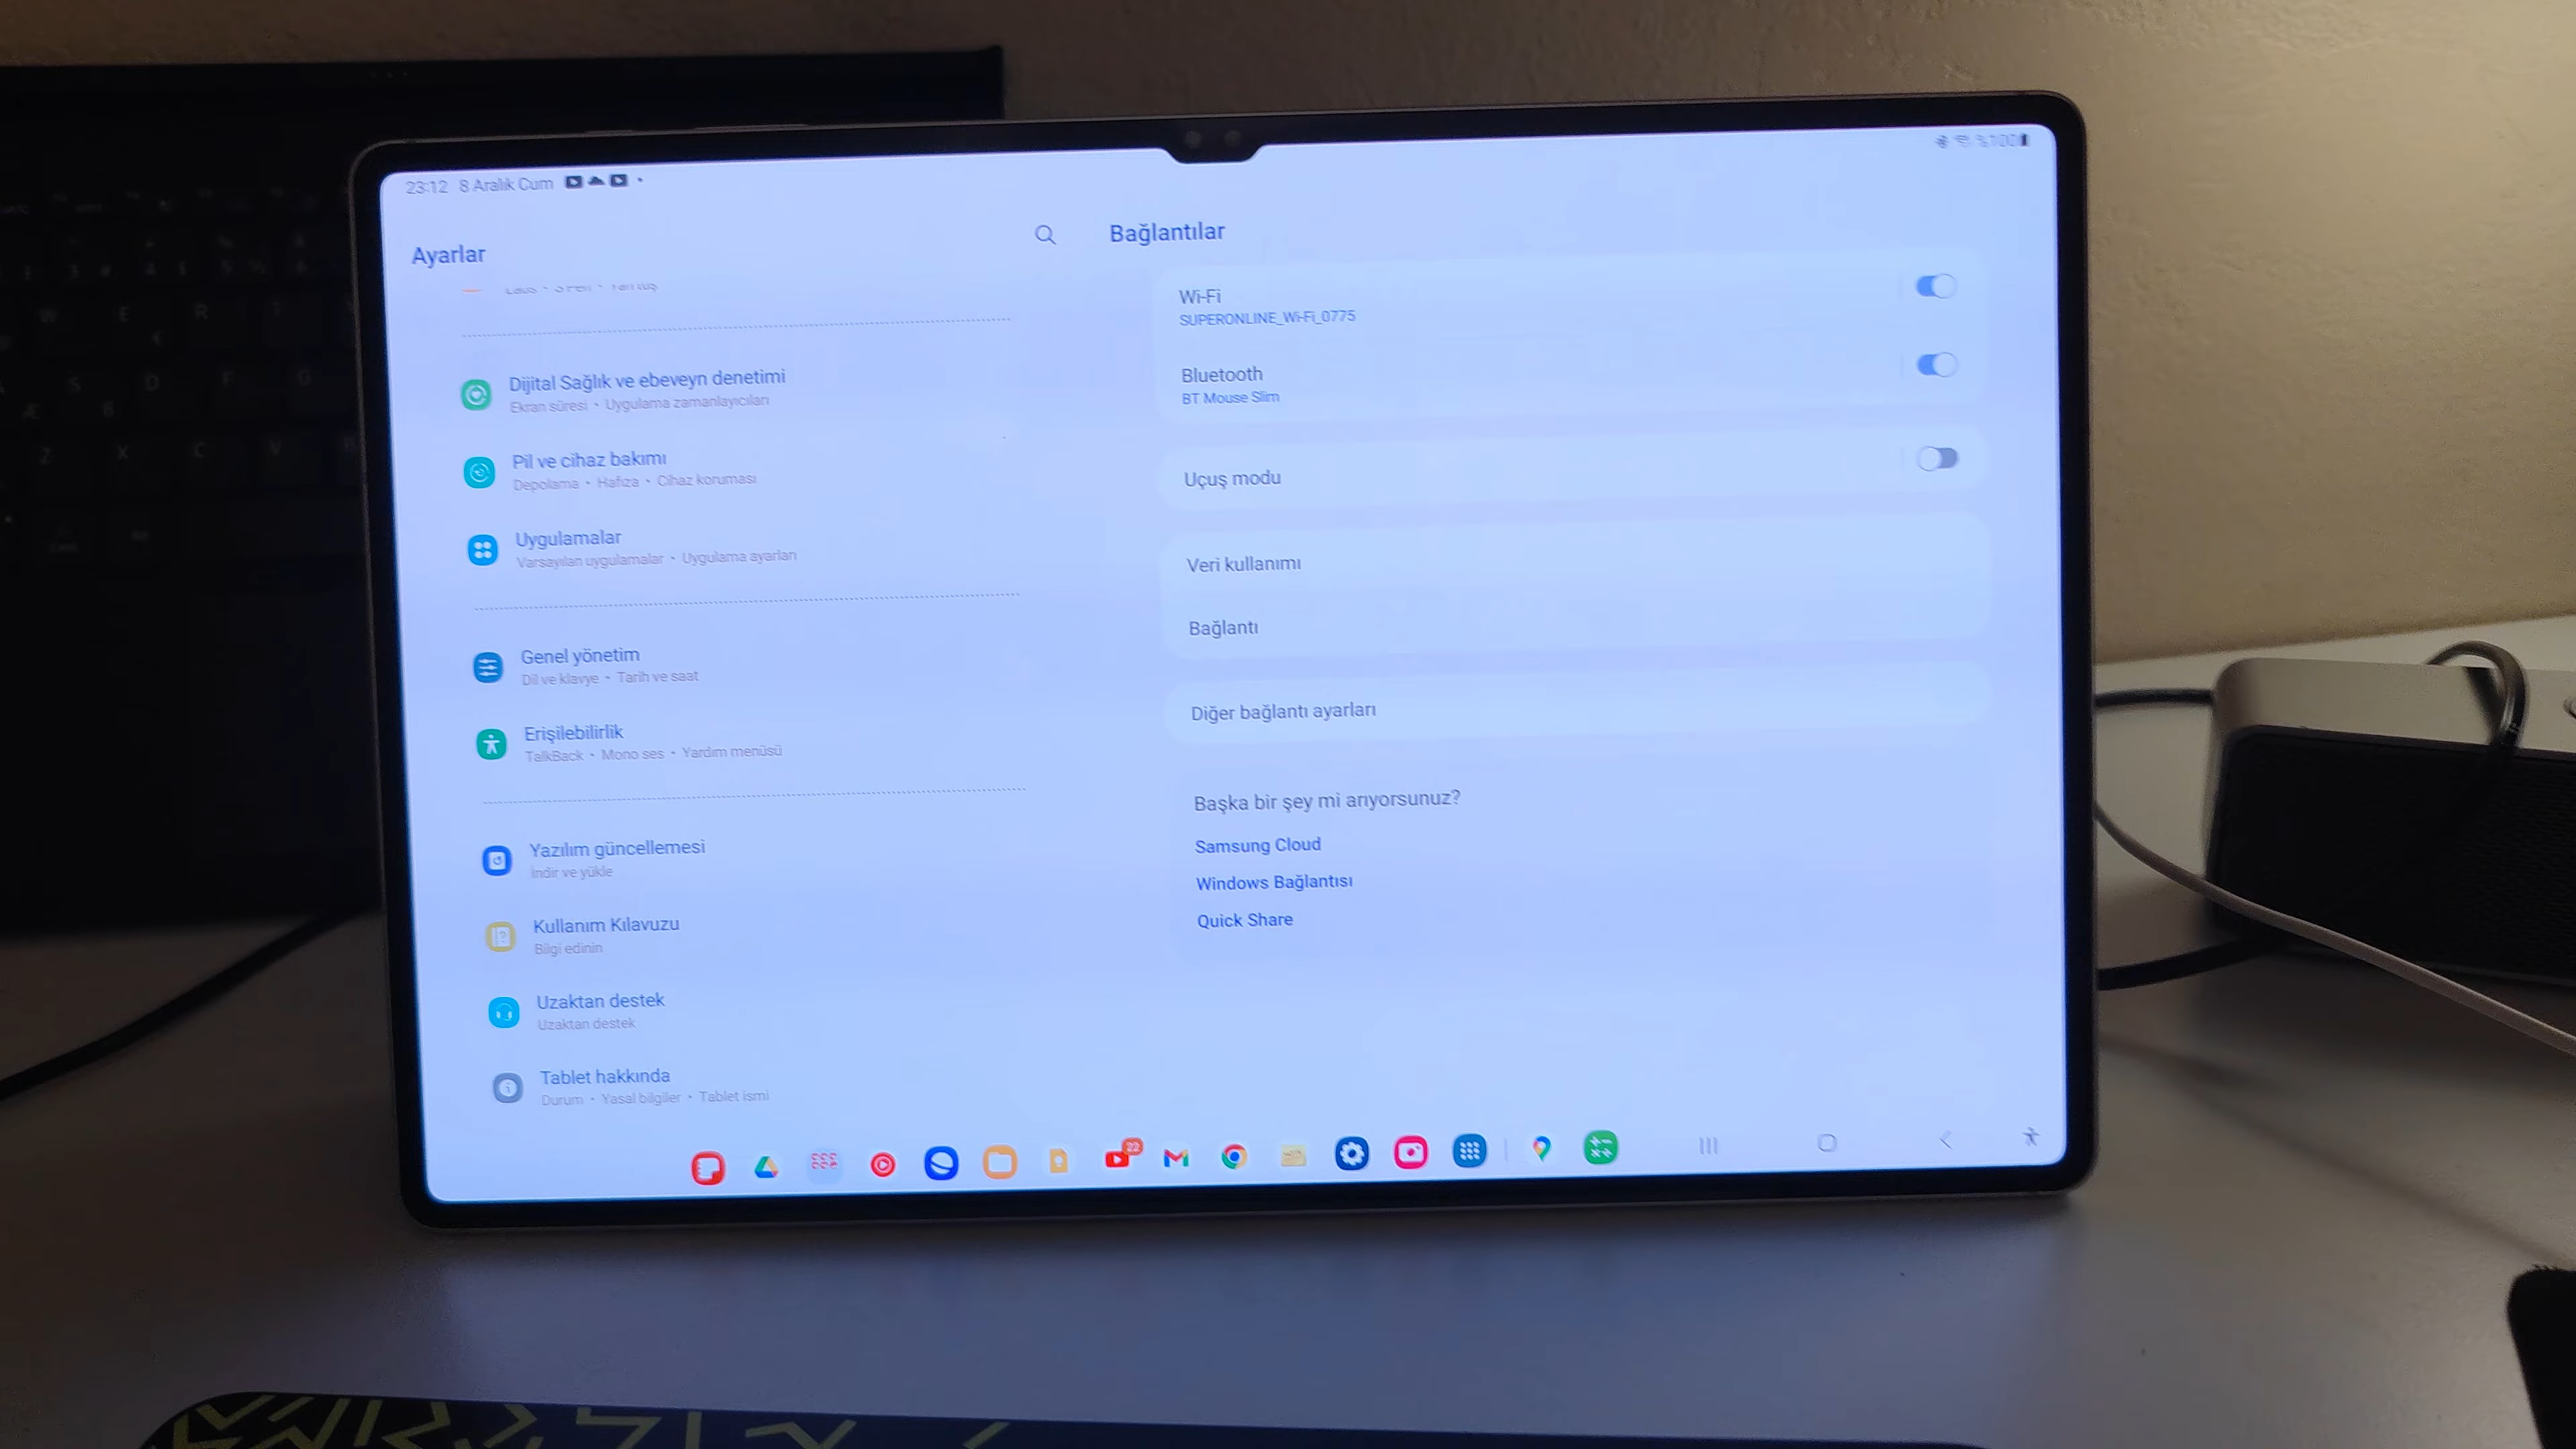 23:12 8 Aralık Cum
%100
Ayarlar
Dijital Sağlık ve ebeveyn denetimi
Ekran süresi • Uygulama zamanlayıcıları
Pil ve cihaz bakımı
Depolama • Hafıza • Cihaz koruması
Uygulamalar
Varsayılan uygulamalar • Uygulama ayarları
Genel yönetim
Dil ve klavye • Tarih ve saat
Erişilebilirlik
TalkBack • Mono ses • Yardım menüsü
Yazılım güncellemesi
İndir ve yükle
Kullanım Kılavuzu
Bilgi edinin
Uzaktan destek
Uzaktan destek
Tablet hakkında
Durum • Yasal bilgiler • Tablet ismi
Bağlantılar
Wi-Fi
SUPERONLINE_Wi-Fi_0775
Bluetooth
BT Mouse Slim
Uçuş modu
Veri kullanımı
Bağlantı
Diğer bağlantı ayarları
Başka bir şey mi arıyorsunuz?
Samsung Cloud
Windows Bağlantısı
Quick Share
22
W E R
S D F G
Z X C V